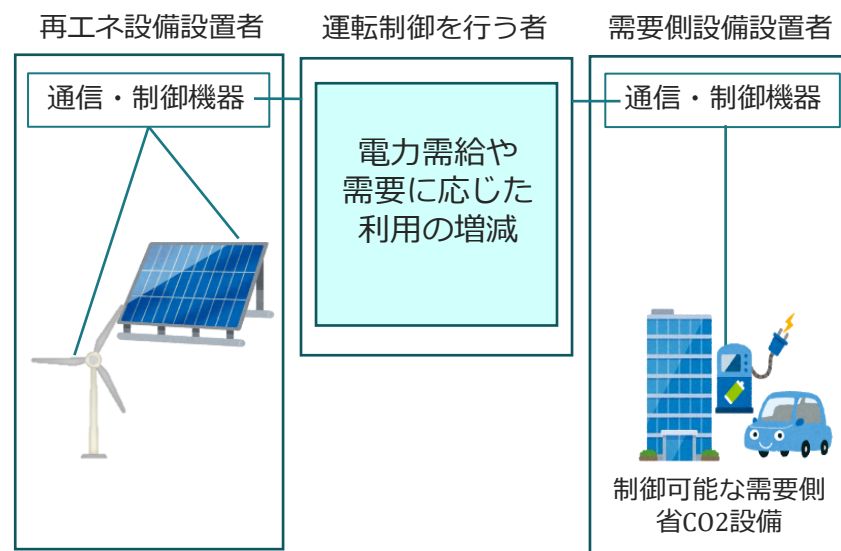 再エネ設備設置者
運転制御を行う者
需要側設備設置者
通信・制御機器
電力需給や
需要に応じた
利用の増減
通信・制御機器
制御可能な需要側
省CO2設備